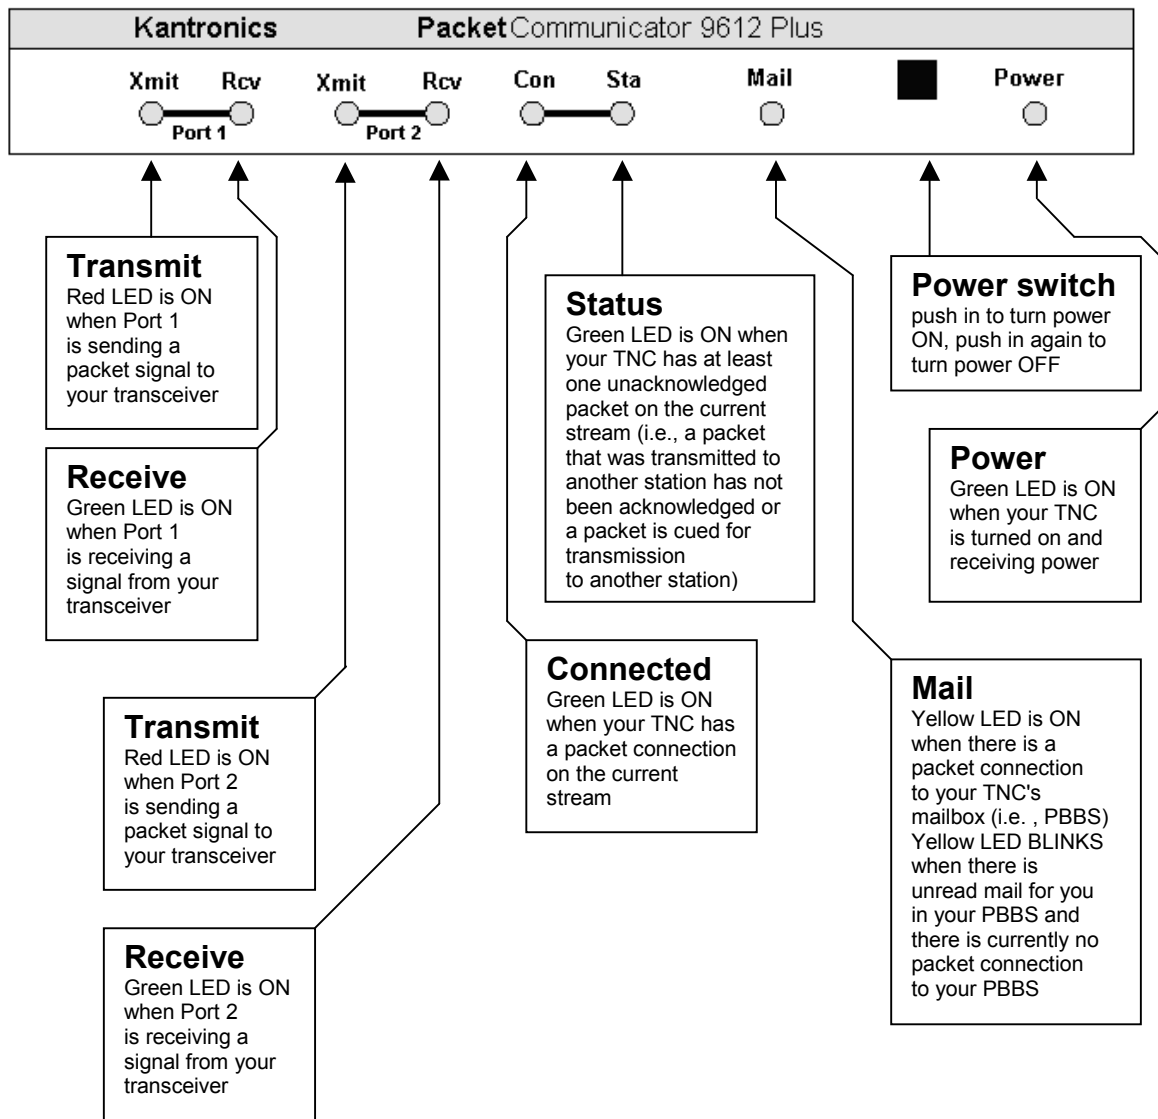 Kantronics Packet Communicator 9612 Plus
Xmit Rcv Xmit Rcv Con Sta Mail Power
Port 1 Port 2
Transmit
Red LED is ON
when Port 1
is sending a
packet signal to
your transceiver
Receive
Green LED is ON
when Port 1
is receiving a
signal from your
transceiver
Transmit
Red LED is ON
when Port 2
is sending a
packet signal to
your transceiver
Receive
Green LED is ON
when Port 2
is receiving a
signal from your
transceiver
Status
Green LED is ON when
your TNC has at least
one unacknowledged
packet on the current
stream (i.e., a packet
that was transmitted to
another station has not
been acknowledged or
a packet is cued for
transmission
to another station)
Connected
Green LED is ON
when your TNC has
a packet connection
on the current
stream
Power switch
push in to turn power
ON, push in again to
turn power OFF
Power
Green LED is ON
when your TNC
is turned on and
receiving power
Mail
Yellow LED is ON
when there is a
packet connection
to your TNC's
mailbox (i.e. , PBBS)
Yellow LED BLINKS
when there is
unread mail for you
in your PBBS and
there is currently no
packet connection
to your PBBS